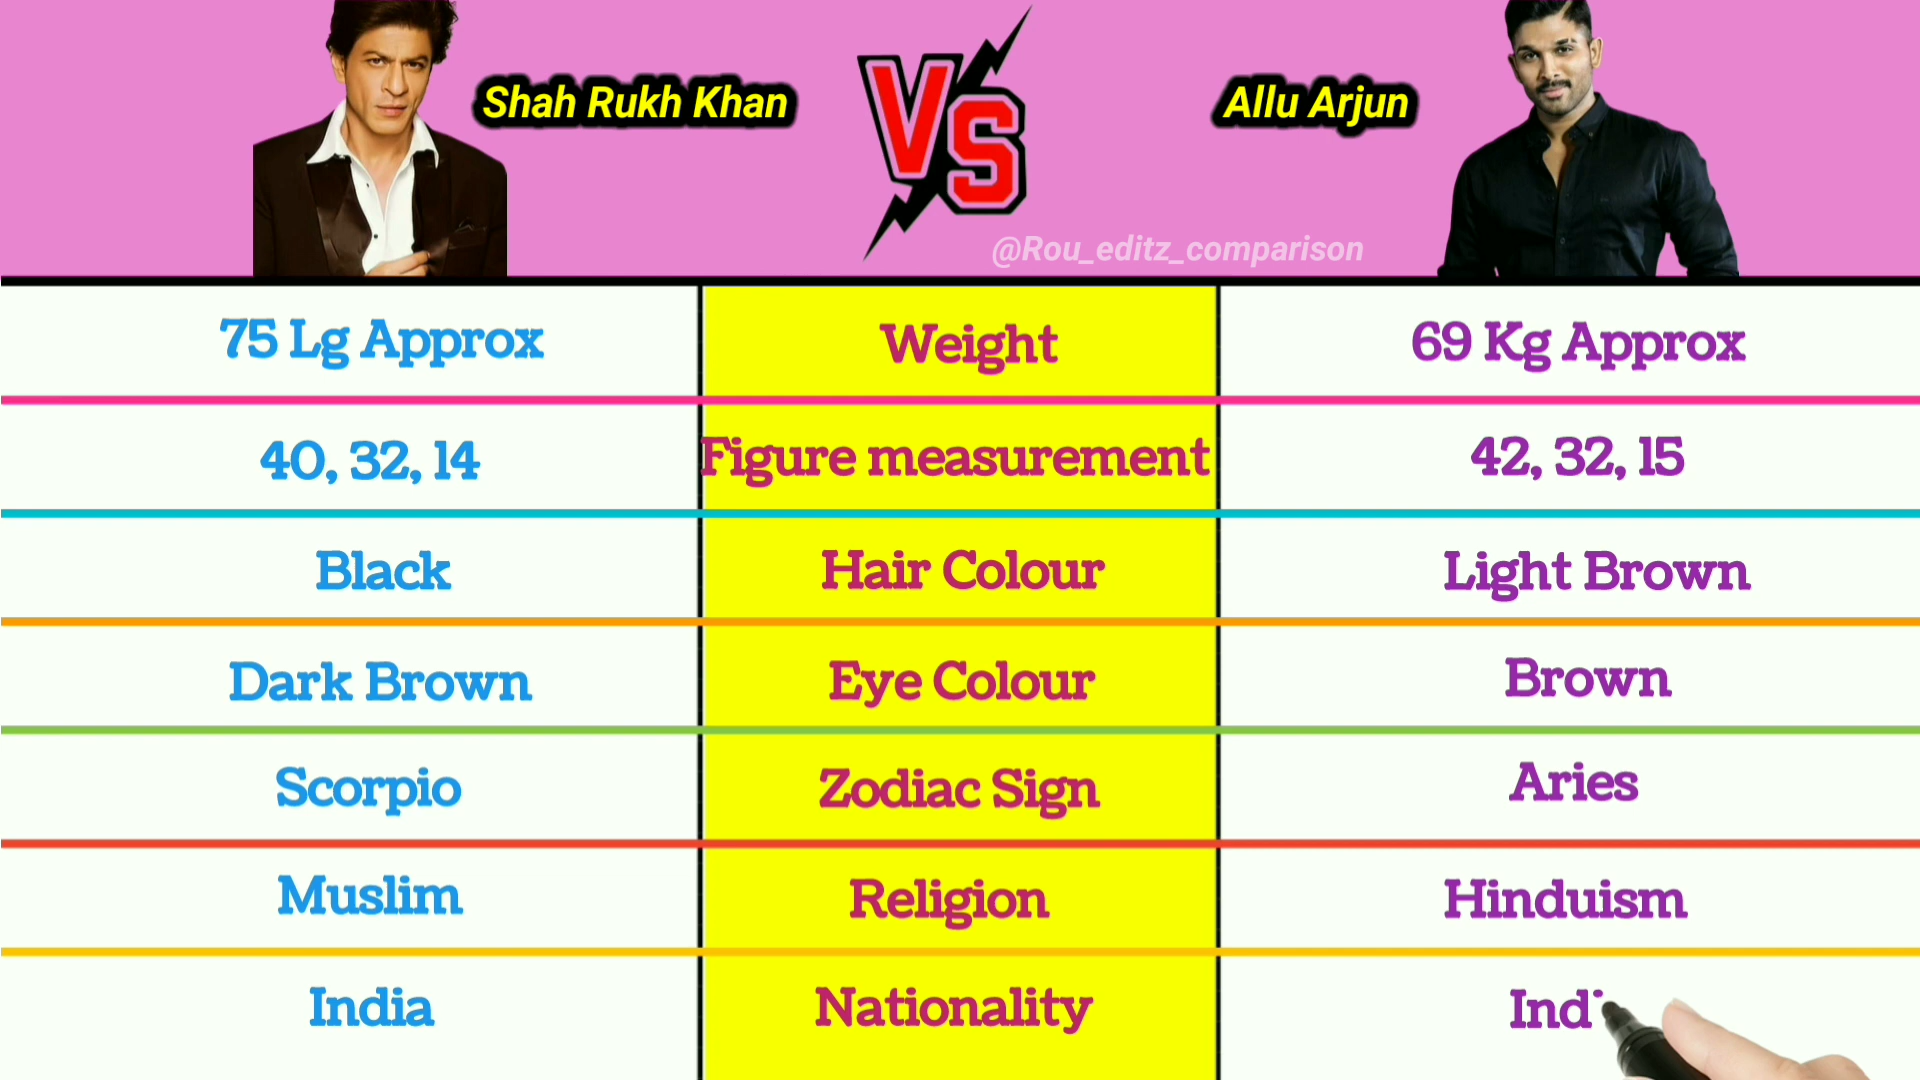 Shah Rukh Khan VS Allu Arjun
@Rou_editz_comparison
75 Lg Approx Weight 69 Kg Approx
40, 32, 14 Figure measurement 42, 32, 15
Black Hair Colour Light Brown
Dark Brown Eye Colour Brown
Scorpio Zodiac Sign Aries
Muslim Religion Hinduism
India Nationality Ind